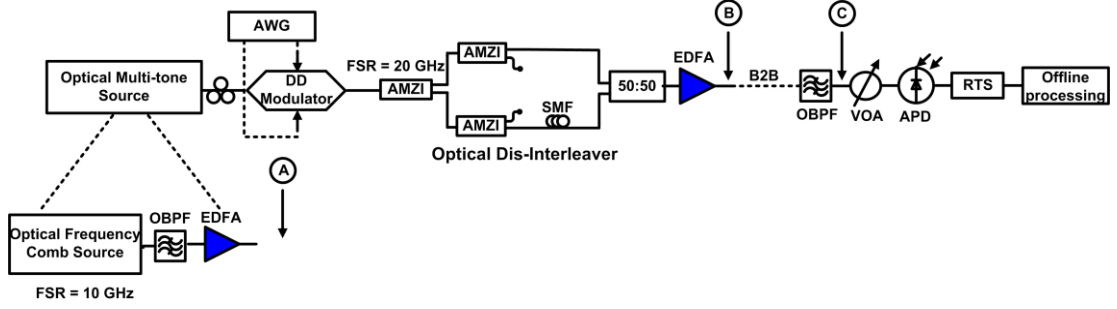 AWG
Optical Multi-tone
Source
DD
Modulator
FSR = 20 GHz
AMZI
AMZI
AMZI
SMF
Optical Dis-Interleaver
50:50
EDFA
B
B2B
C
OBPF
VOA
APD
RTS
Offline
processing
A
Optical Frequency
Comb Source
OBPF
EDFA
FSR = 10 GHz